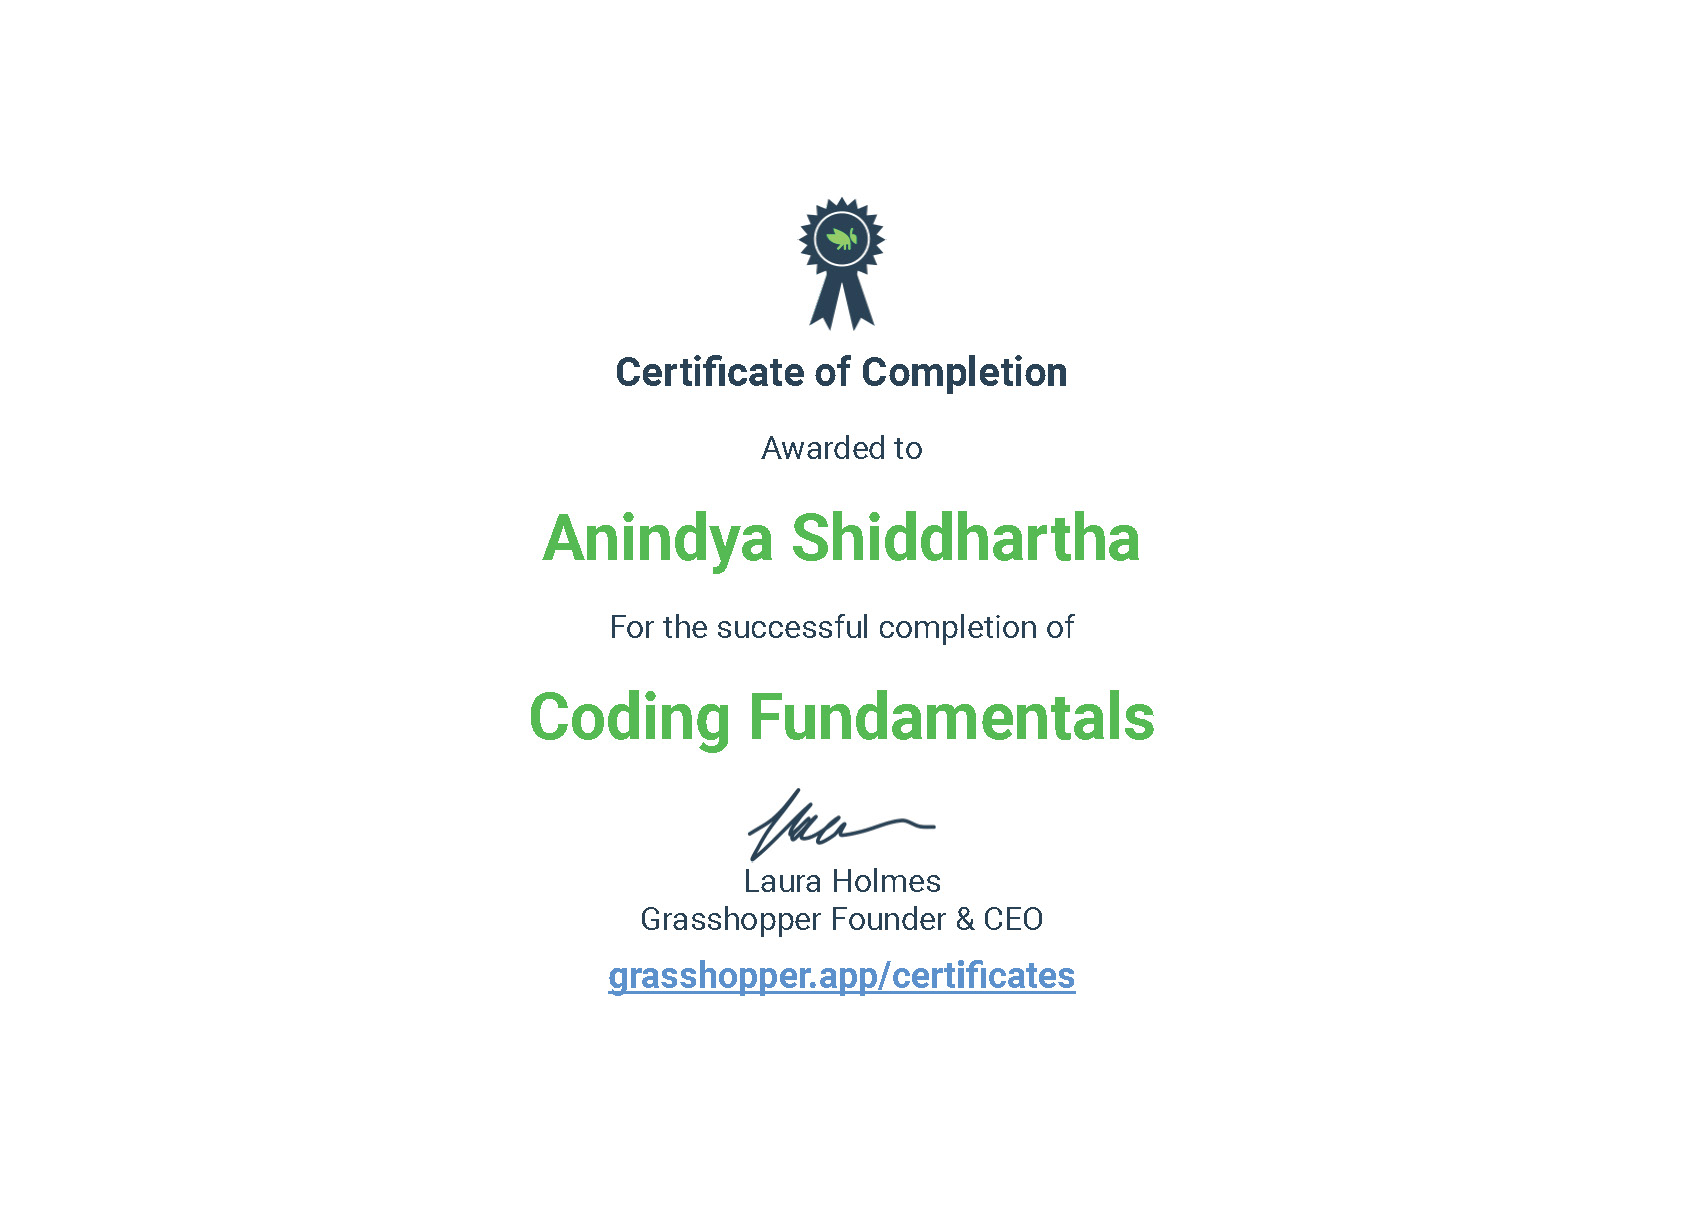 Certificate of Completion
Awarded to
Anindya Shiddhartha
For the successful completion of
Coding Fundamentals
Laura Holmes
Grasshopper Founder & CEO
grasshopper.app/certificates